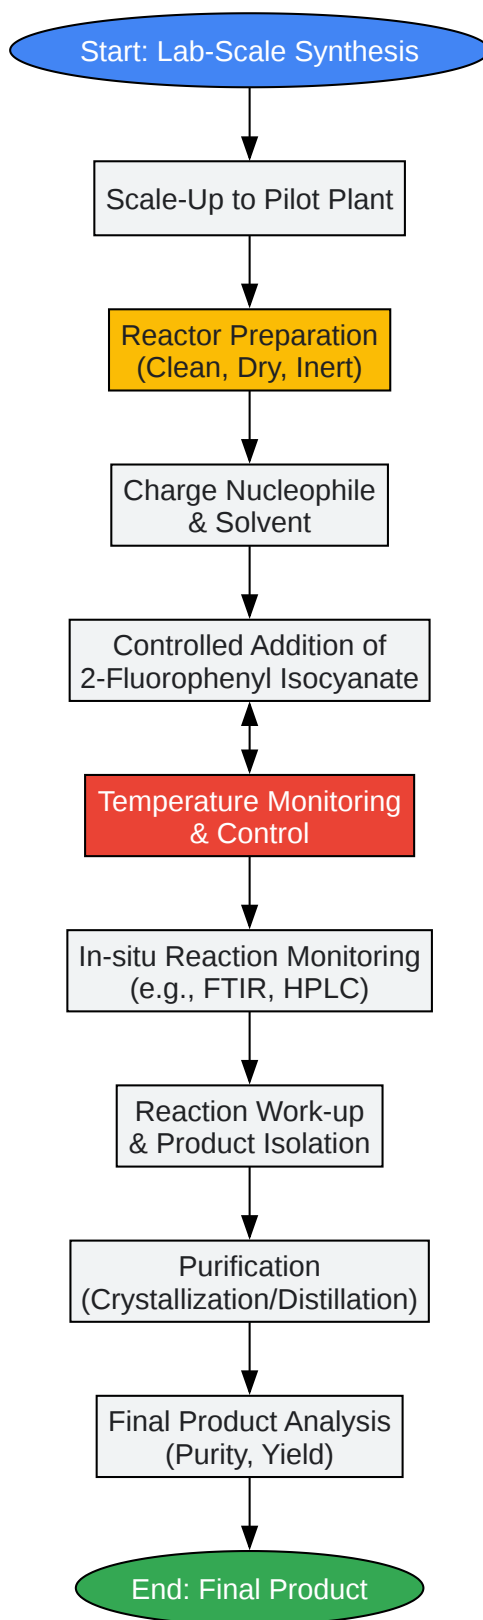 Start: Lab-Scale Synthesis
Scale-Up to Pilot Plant
Reactor Preparation
(Clean, Dry, Inert)
Charge Nucleophile
& Solvent
Controlled Addition of
2-Fluorophenyl Isocyanate
Temperature Monitoring
& Control
In-situ Reaction Monitoring
(e.g., FTIR, HPLC)
Reaction Work-up
& Product Isolation
Purification
(Crystallization/Distillation)
Final Product Analysis
(Purity, Yield)
End: Final Product